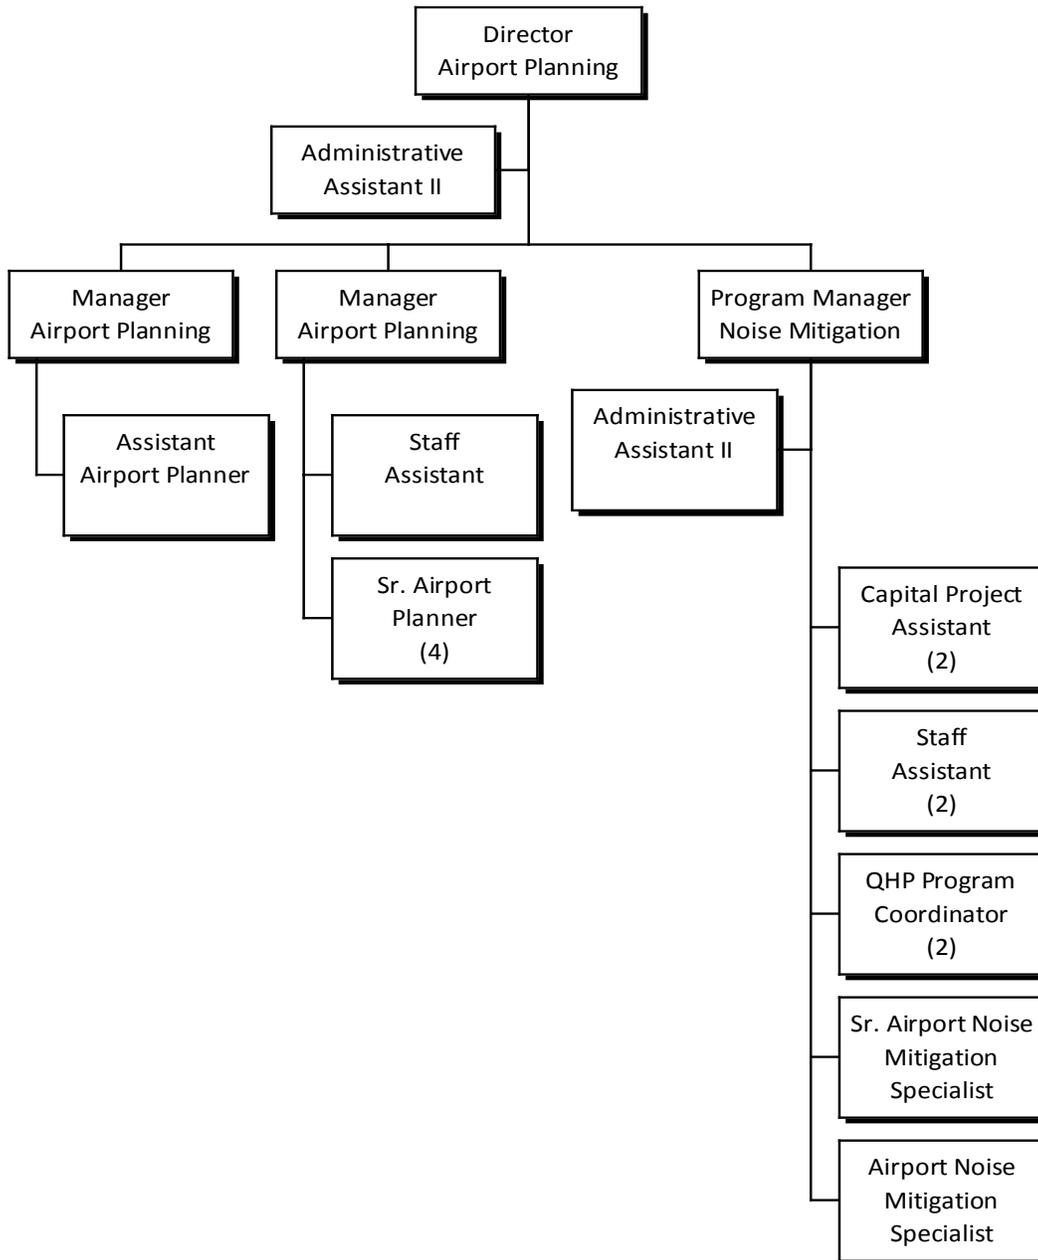 Director
Airport Planning
Administrative
Assistant II
Manager
Airport Planning
Manager
Airport Planning
Program Manager
Noise Mitigation
Assistant
Airport Planner
Staff
Assistant
Sr. Airport
Planner
(4)
Administrative
Assistant II
Capital Project
Assistant
(2)
Staff
Assistant
(2)
QHP Program
Coordinator
(2)
Sr. Airport Noise
Mitigation
Specialist
Airport Noise
Mitigation
Specialist